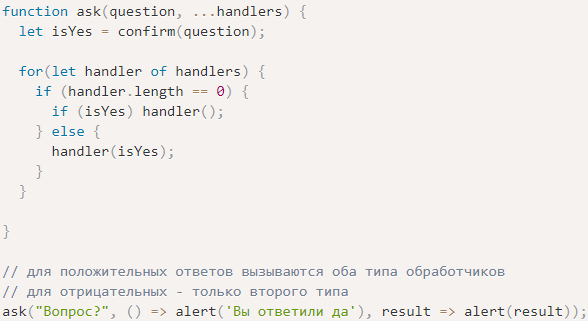 function ask(question, ...handlers) {
  let isYes = confirm(question);

  for(let handler of handlers) {
    if (handler.length == 0) {
      if (isYes) handler();
    } else {
      handler(isYes);
    }
  }

}

// для положительных ответов вызываются оба типа обработчиков
// для отрицательных - только второго типа
ask("Вопрос?", () => alert('Вы ответили да'), result => alert(result));